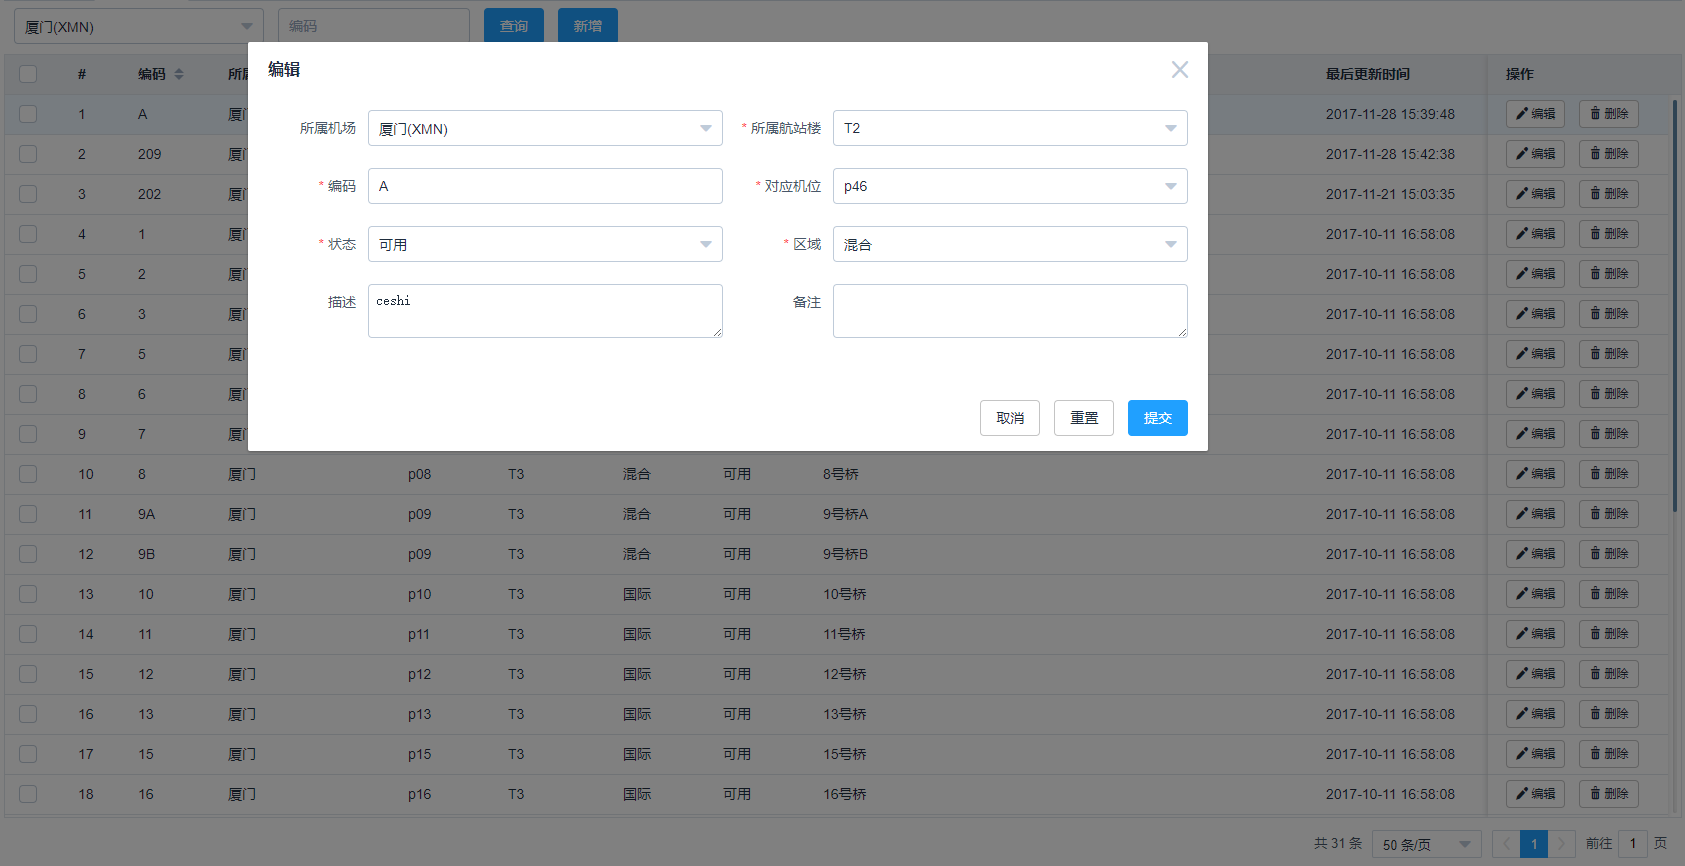 厦门(XMN) 编码 查询 新增
编辑
# 编码 所属 最后更新时间 操作
所属机场 厦门(XMN) * 所属航站楼 T2
* 编码 A * 对应机位 p46
* 状态 可用 * 区域 混合
描述 ceshi 备注
取消 重置 提交
1 A 厦门 2017-11-28 15:39:48 编辑 删除
2 209 厦门 2017-11-28 15:42:38 编辑 删除
3 202 厦门 2017-11-21 15:03:35 编辑 删除
4 1 厦门 2017-10-11 16:58:08 编辑 删除
5 2 厦门 2017-10-11 16:58:08 编辑 删除
6 3 厦门 2017-10-11 16:58:08 编辑 删除
7 5 厦门 2017-10-11 16:58:08 编辑 删除
8 6 厦门 2017-10-11 16:58:08 编辑 删除
9 7 厦门 2017-10-11 16:58:08 编辑 删除
10 8 厦门 p08 T3 混合 可用 8号桥 2017-10-11 16:58:08 编辑 删除
11 9A 厦门 p09 T3 混合 可用 9号桥A 2017-10-11 16:58:08 编辑 删除
12 9B 厦门 p09 T3 混合 可用 9号桥B 2017-10-11 16:58:08 编辑 删除
13 10 厦门 p10 T3 国际 可用 10号桥 2017-10-11 16:58:08 编辑 删除
14 11 厦门 p11 T3 国际 可用 11号桥 2017-10-11 16:58:08 编辑 删除
15 12 厦门 p12 T3 国际 可用 12号桥 2017-10-11 16:58:08 编辑 删除
16 13 厦门 p13 T3 国际 可用 13号桥 2017-10-11 16:58:08 编辑 删除
17 15 厦门 p15 T3 国际 可用 15号桥 2017-10-11 16:58:08 编辑 删除
18 16 厦门 p16 T3 国际 可用 16号桥 2017-10-11 16:58:08 编辑 删除
共 31 条 50 条/页 1 前往 1 页